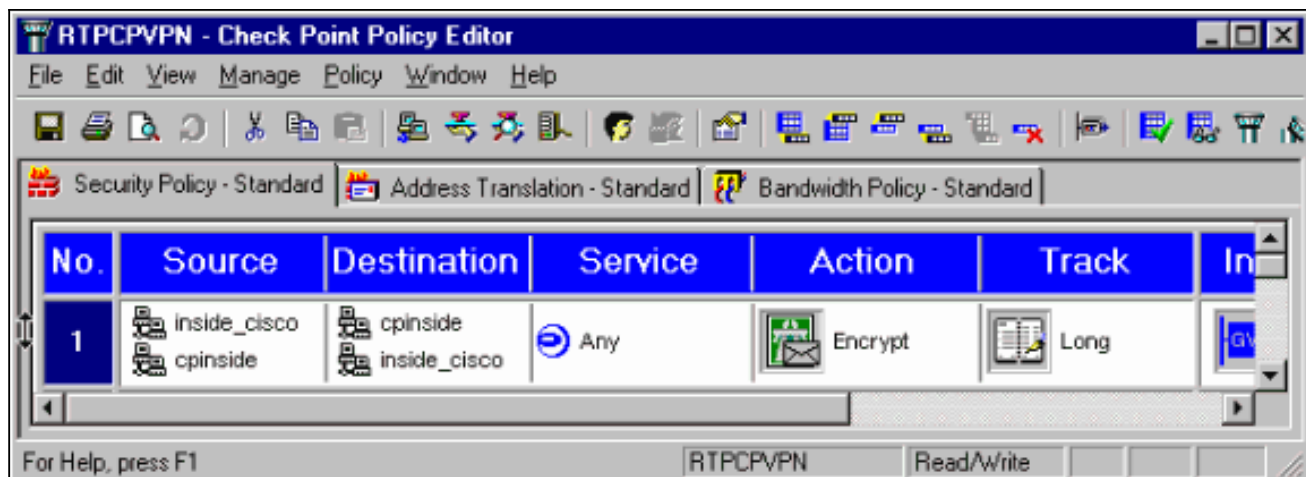 RTPCPVPN - Check Point Policy Editor
File Edit View Manage Policy Window Help
Security Policy - Standard Address Translation - Standard Bandwidth Policy - Standard
No. Source Destination Service Action Track In
1 inside_cisco cpinside Any Encrypt Long GW
cpinside inside_cisco
For Help, press F1 RTPCPVPN Read/Write